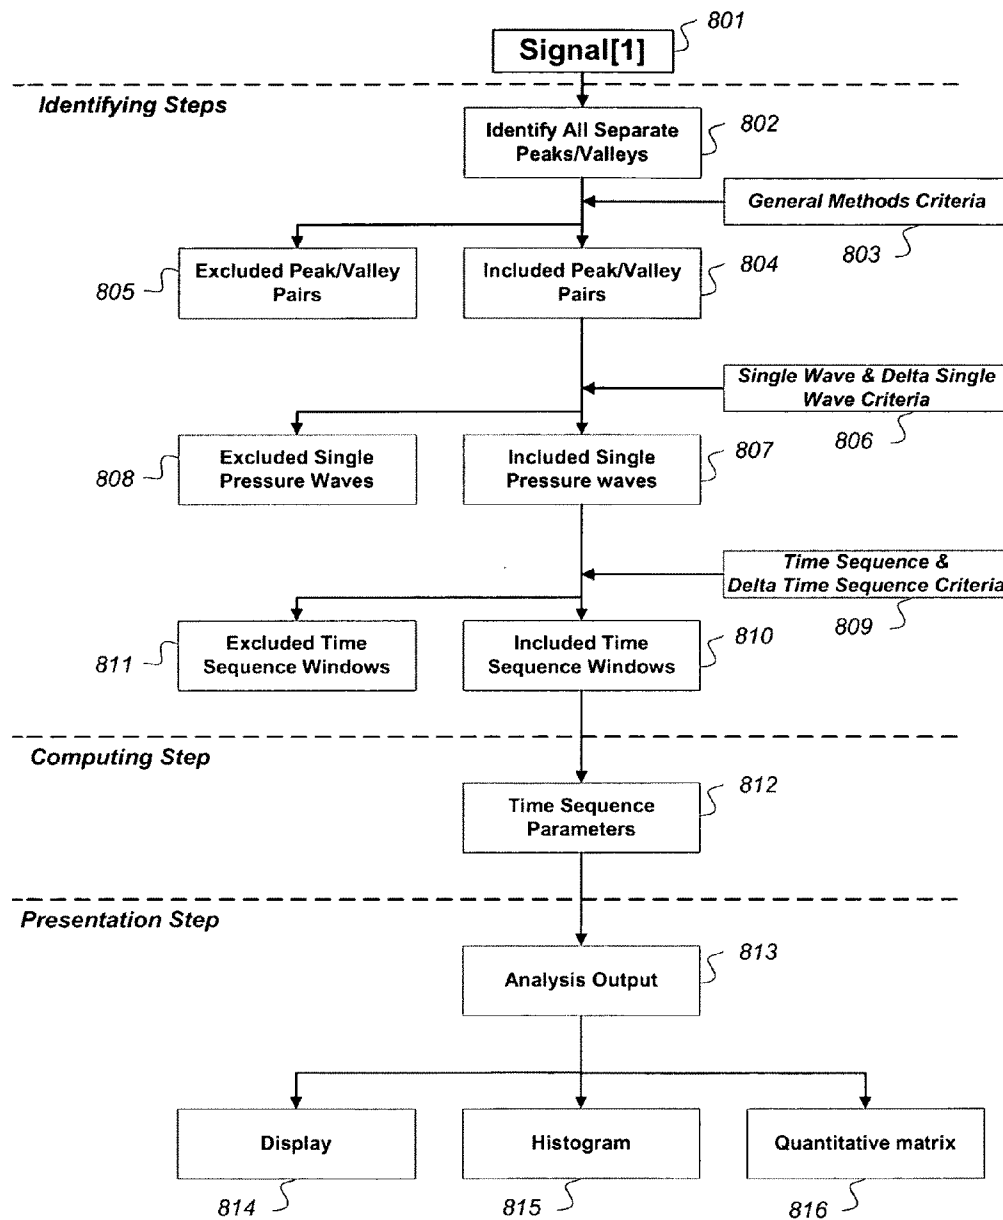 801
Signal[1]
Identifying Steps
802
Identify All Separate
Peaks/Valleys
General Methods Criteria
803
804
805
Excluded Peak/Valley
Pairs
Included Peak/Valley
Pairs
Single Wave & Delta Single
Wave Criteria
806
807
808
Excluded Single
Pressure Waves
Included Single
Pressure waves
Time Sequence &
Delta Time Sequence Criteria
809
810
811
Excluded Time
Sequence Windows
Included Time
Sequence Windows
Computing Step
812
Time Sequence
Parameters
Presentation Step
813
Analysis Output
Display
Histogram
Quantitative matrix
814
815
816